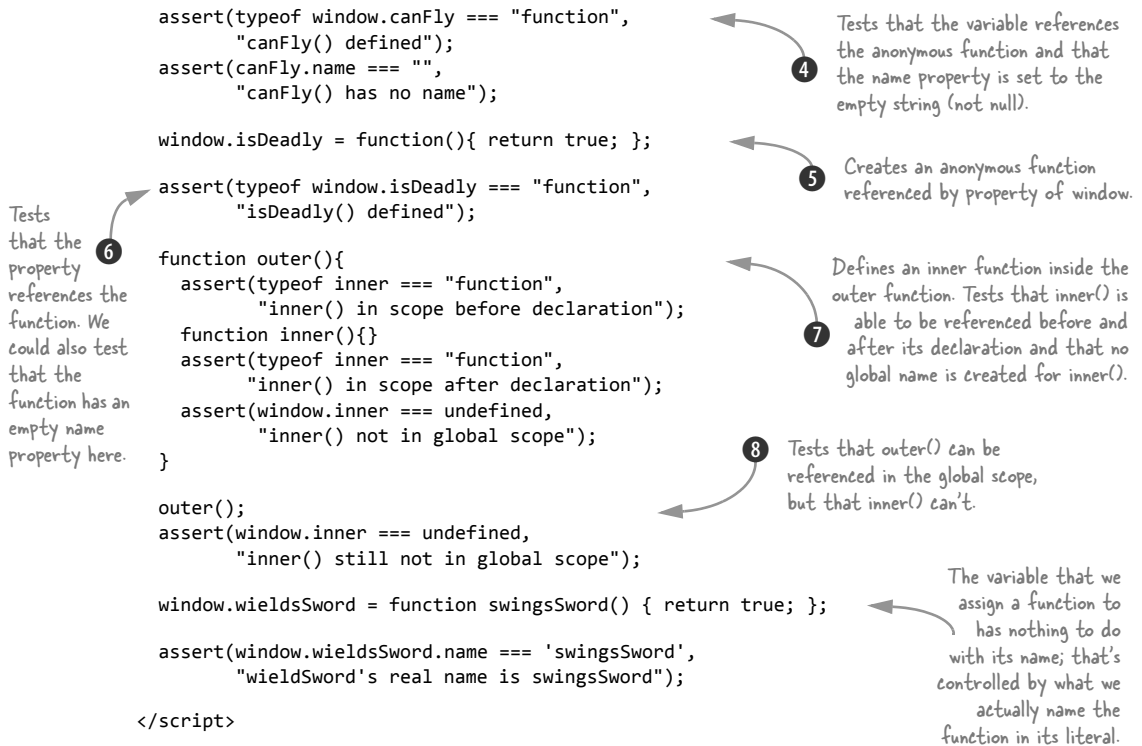 assert(typeof window.canFly === "function",
"canFly() defined");
assert(canFly.name === "",
"canFly() has no name");
4
Tests that the variable references
the anonymous function and that
the name property is set to the
empty string (not null).
window.isDeadly = function(){ return true; };
5
Creates an anonymous function
referenced by property of window.
assert(typeof window.isDeadly === "function",
"isDeadly() defined");
6
Tests
that the
property
references the
function. We
could also test
that the
function has an
empty name
property here.
function outer(){
assert(typeof inner === "function",
"inner() in scope before declaration");
function inner(){}
assert(typeof inner === "function",
"inner() in scope after declaration");
assert(window.inner === undefined,
"inner() not in global scope");
}
7
Defines an inner function inside the
outer function. Tests that inner() is
able to be referenced before and
after its declaration and that no
global name is created for inner().
outer();
assert(window.inner === undefined,
"inner() still not in global scope");
8
Tests that outer() can be
referenced in the global scope,
but that inner() can't.
window.wieldsSword = function swingsSword() { return true; };
assert(window.wieldsSword.name === 'swingsSword',
"wieldSword's real name is swingsSword");
The variable that we
assign a function to
has nothing to do
with its name; that's
controlled by what we
actually name the
function in its literal.
</script>